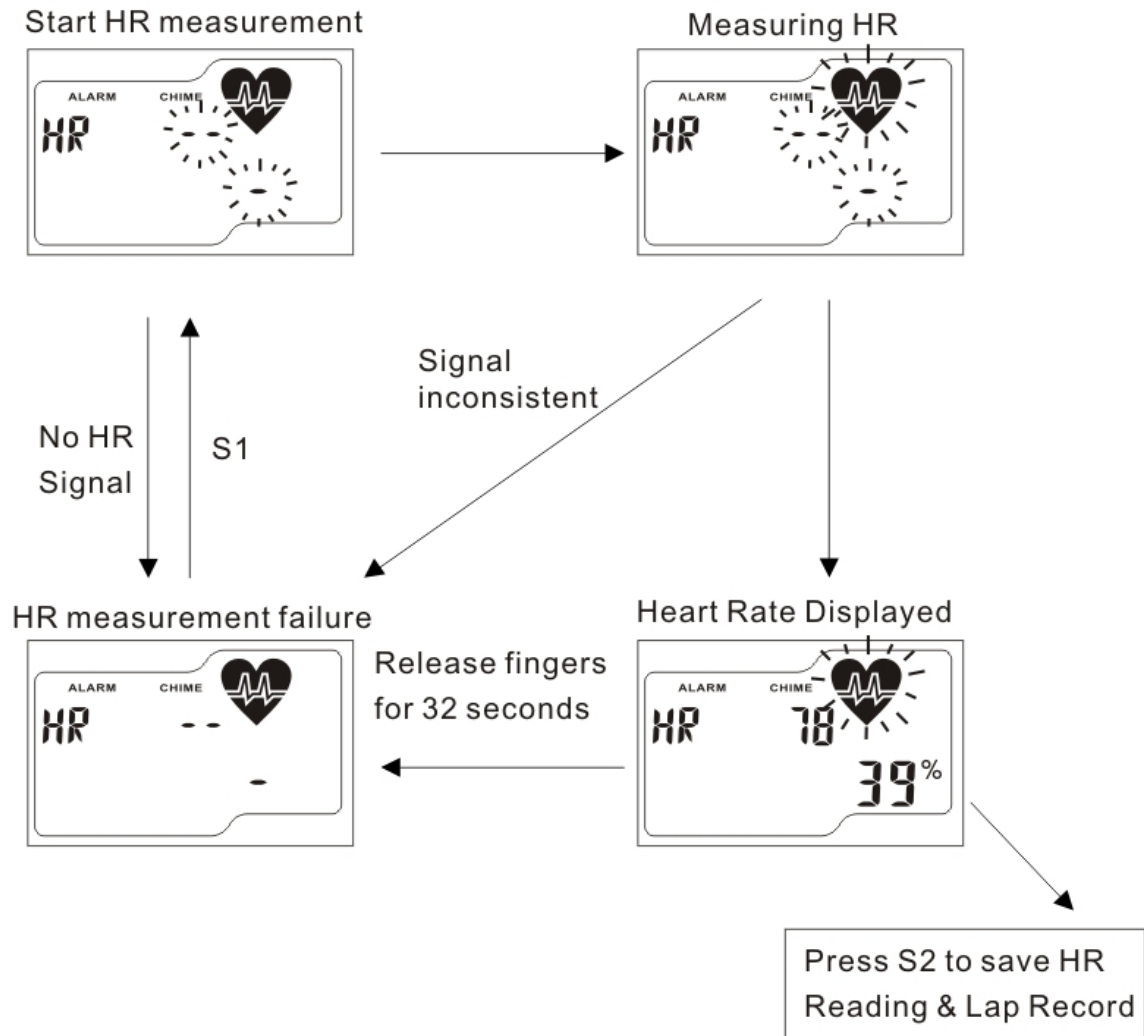 Start HR measurement
Measuring HR
ALARM CHIME
HR -- 
-
ALARM CHIME
HR --
-
No HR
Signal
S1
Signal
inconsistent
HR measurement failure
Heart Rate Displayed
ALARM CHIME
HR --
-
Release fingers
for 32 seconds
ALARM CHIME
HR 78
39%
Press S2 to save HR
Reading & Lap Record